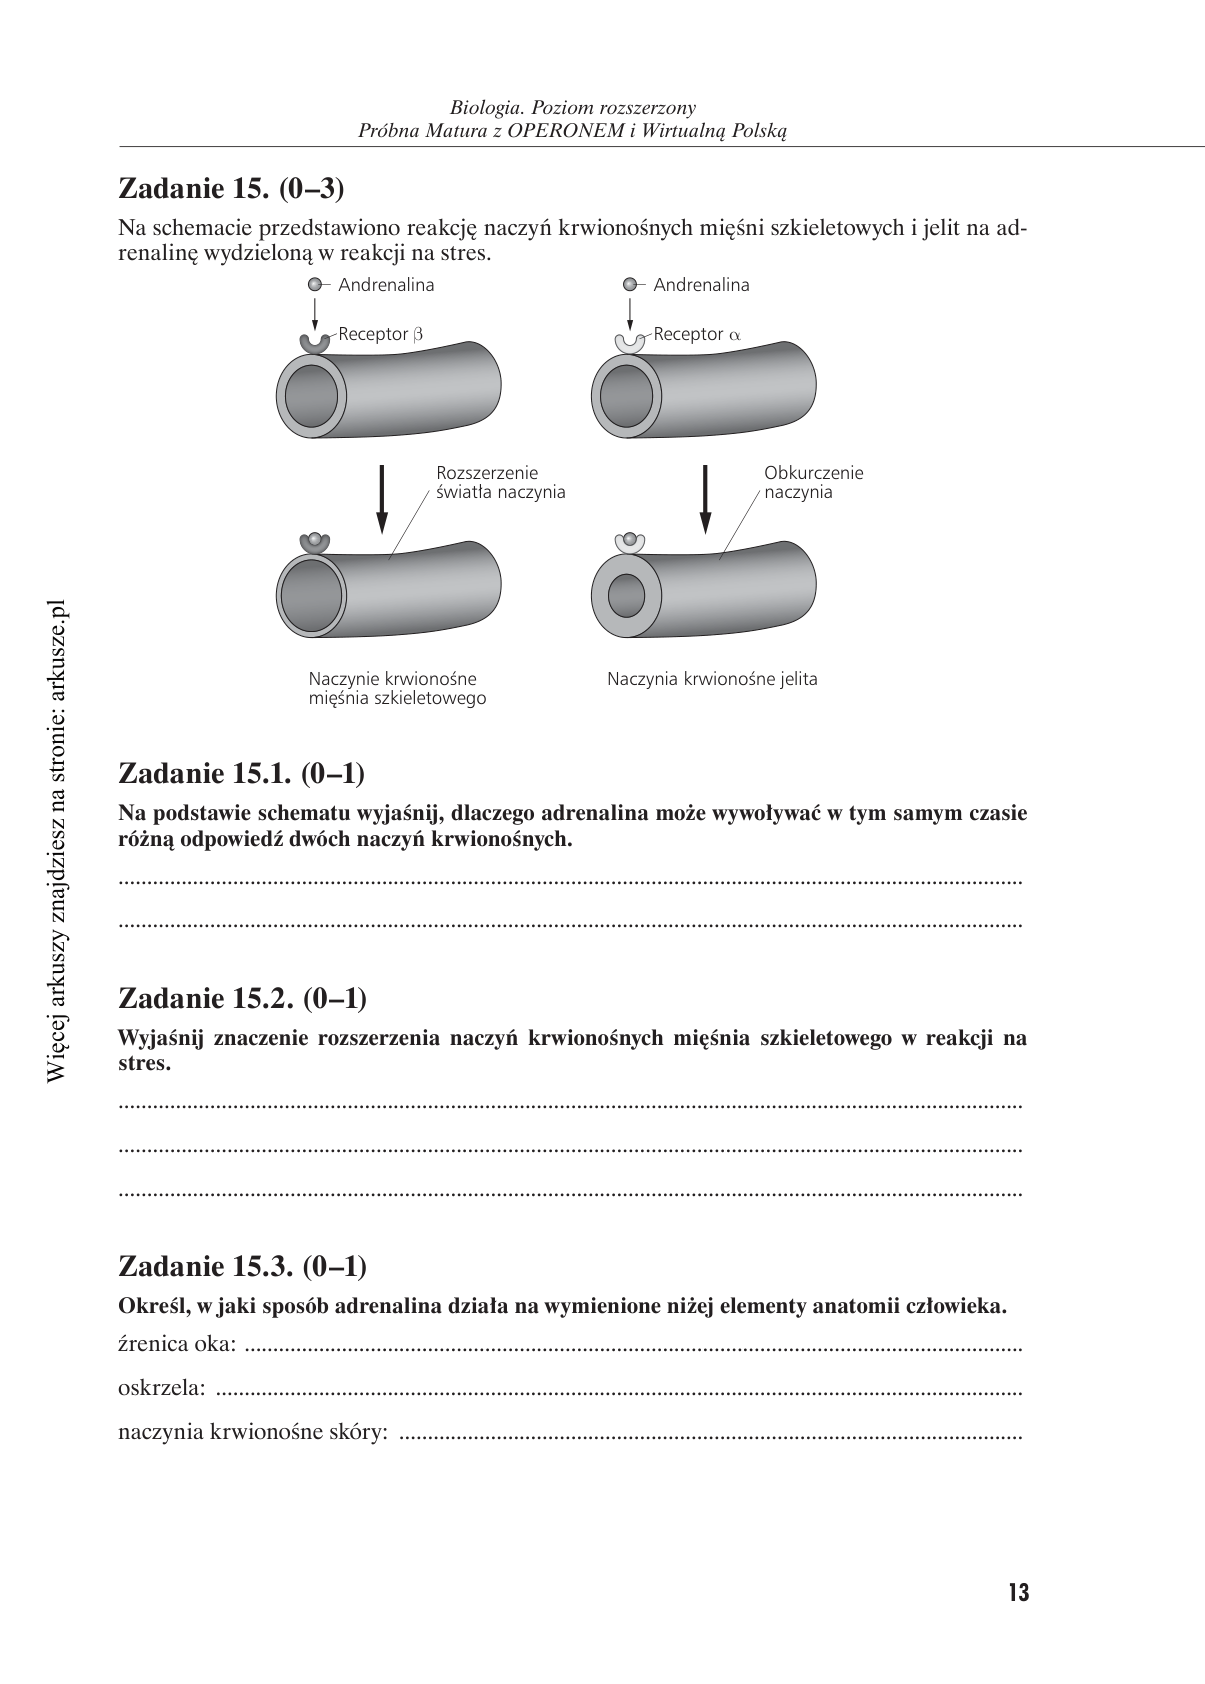 Biologia. Poziom rozszerzony
Próbna Matura z OPERONEM i Wirtualną Polską
Zadanie 15. (0–3)
Na schemacie przedstawiono reakcję naczyń krwionośnych mięśni szkieletowych i jelit na ad-
renalinę wydzieloną w reakcji na stres.
Andrenalina
Andrenalina
Receptor β
Receptor α
Rozszerzenie
światła naczynia
Obkurczenie
naczynia
Naczynie krwionośne
mięśnia szkieletowego
Naczynia krwionośne jelita
Zadanie 15.1. (0–1)
Na podstawie schematu wyjaśnij, dlaczego adrenalina może wywoływać w tym samym czasie
różną odpowiedź dwóch naczyń krwionośnych.
Zadanie 15.2. (0–1)
Wyjaśnij znaczenie rozszerzenia naczyń krwionośnych mięśnia szkieletowego w reakcji na
stres.
Zadanie 15.3. (0–1)
Określ, w jaki sposób adrenalina działa na wymienione niżej elementy anatomii człowieka.
źrenica oka: ..........
oskrzela: ..........
naczynia krwionośne skóry: ..........
13
Więcej arkuszy znajdziesz na stronie: arkusze.pl